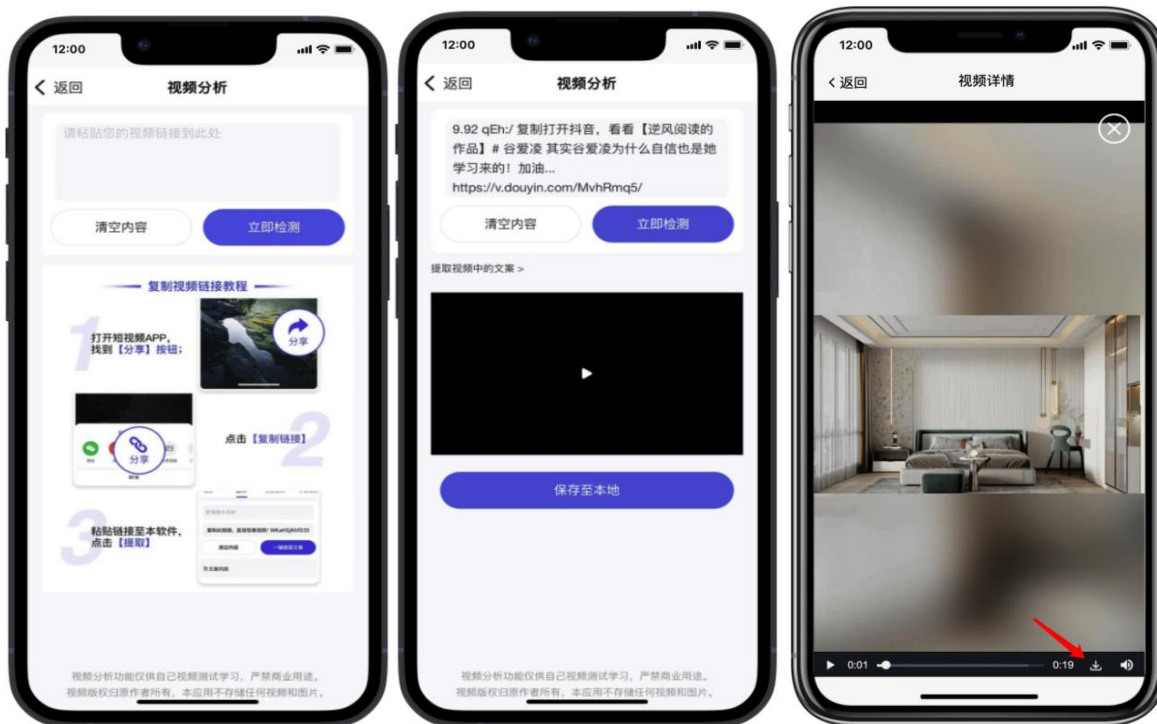 12:00
返回
视频分析
请粘贴您的视频链接到此处
清空内容
立即检测
复制视频链接教程
1
打开短视频APP,
找到【分享】按钮;
分享
分享
2
点击【复制链接】
3
粘贴链接至本软件,
点击【提取】
清空内容
视频分析功能仅供自己视频测试学习，严禁商业用途。
视频版权归原作者所有，本应用不存储任何视频和图片。
12:00
返回
视频分析
9.92 qEh:/ 复制打开抖音，看看【逆风阅读的
作品】# 谷爱凌 其实谷爱凌为什么自信也是她
学习来的！加油...
https://v.douyin.com/MvhRmq5/
清空内容
立即检测
提取视频中的文案 >
保存至本地
视频分析功能仅供自己视频测试学习，严禁商业用途。
视频版权归原作者所有，本应用不存储任何视频和图片。
12:00
返回
视频详情
0:01
0:19